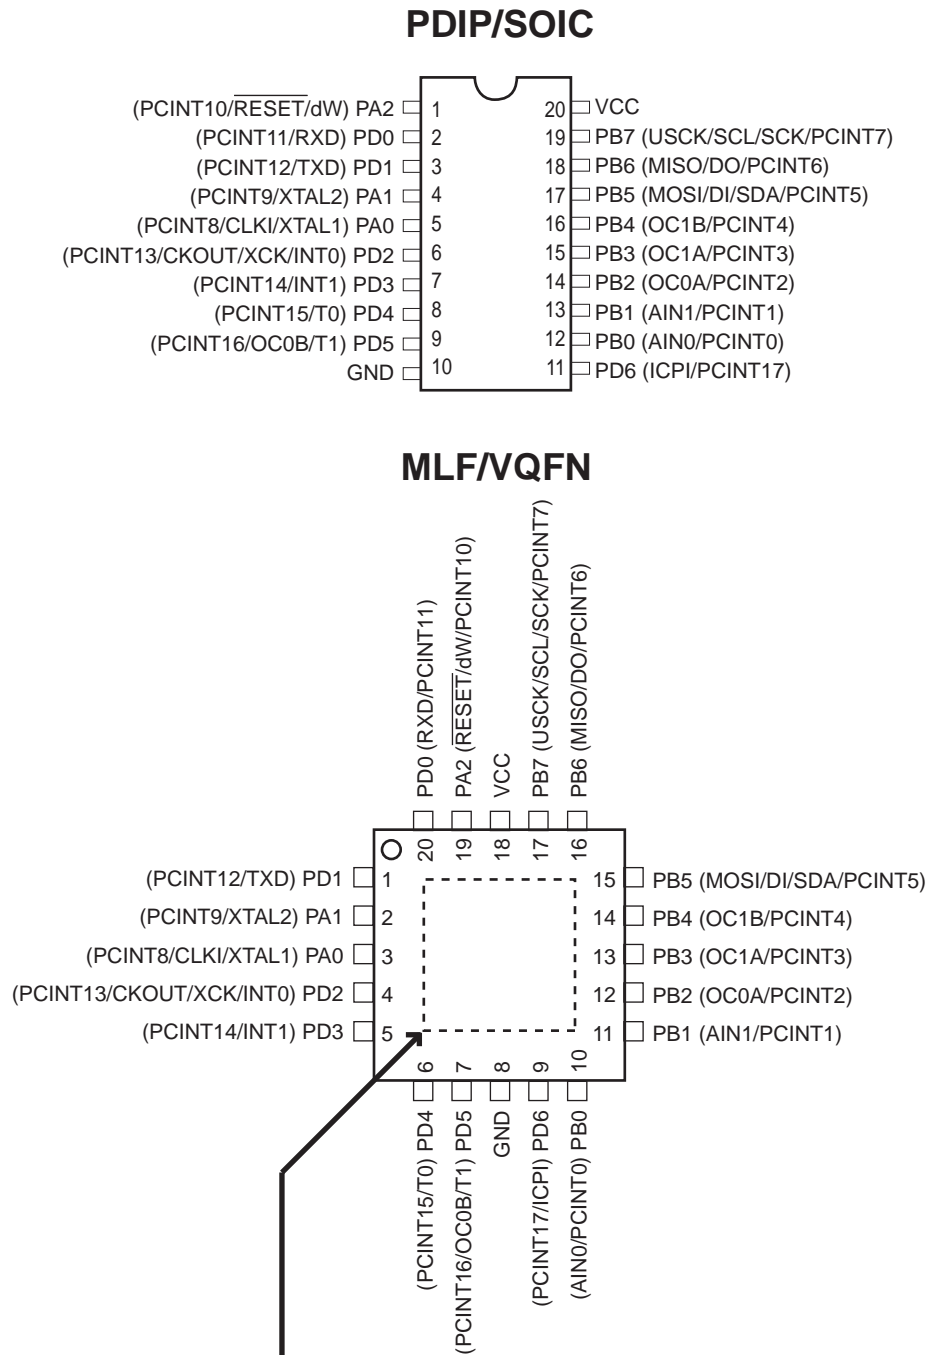 PDIP/SOIC
(PCINT10/RESET/dW) PA2 1 20 VCC
(PCINT11/RXD) PD0 2 19 PB7 (USCK/SCL/SCK/PCINT7)
(PCINT12/TXD) PD1 3 18 PB6 (MISO/DO/PCINT6)
(PCINT9/XTAL2) PA1 4 17 PB5 (MOSI/DI/SDA/PCINT5)
(PCINT8/CLKI/XTAL1) PA0 5 16 PB4 (OC1B/PCINT4)
(PCINT13/CKOUT/XCK/INT0) PD2 6 15 PB3 (OC1A/PCINT3)
(PCINT14/INT1) PD3 7 14 PB2 (OC0A/PCINT2)
(PCINT15/T0) PD4 8 13 PB1 (AIN1/PCINT1)
(PCINT16/OC0B/T1) PD5 9 12 PB0 (AIN0/PCINT0)
GND 10 11 PD6 (ICPI/PCINT17)
MLF/VQFN
PD0 (RXD/PCINT11)
PA2 (RESET/dW/PCINT10)
VCC
PB7 (USCK/SCL/SCK/PCINT7)
PB6 (MISO/DO/PCINT6)
20 19 18 17 16
(PCINT12/TXD) PD1 1 15 PB5 (MOSI/DI/SDA/PCINT5)
(PCINT9/XTAL2) PA1 2 14 PB4 (OC1B/PCINT4)
(PCINT8/CLKI/XTAL1) PA0 3 13 PB3 (OC1A/PCINT3)
(PCINT13/CKOUT/XCK/INT0) PD2 4 12 PB2 (OC0A/PCINT2)
(PCINT14/INT1) PD3 5 11 PB1 (AIN1/PCINT1)
6 7 8 9 10
(PCINT15/T0) PD4
(PCINT16/OC0B/T1) PD5
GND
(PCINT17/ICPI) PD6
(AIN0/PCINT0) PB0